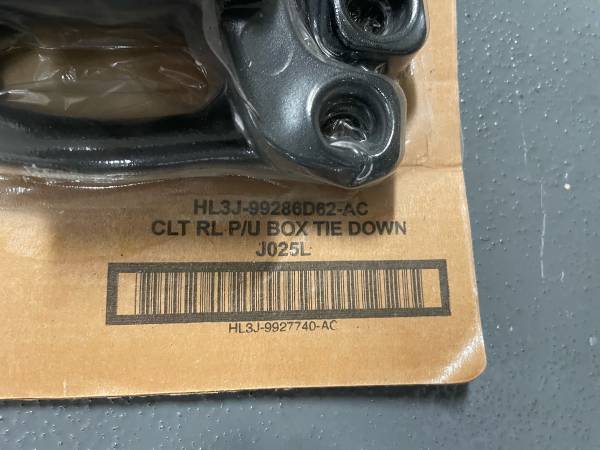 HL3J-99286D62-AC
CLT RL P/U BOX TIE DOWN
J025L
HL3J-9927740-AC